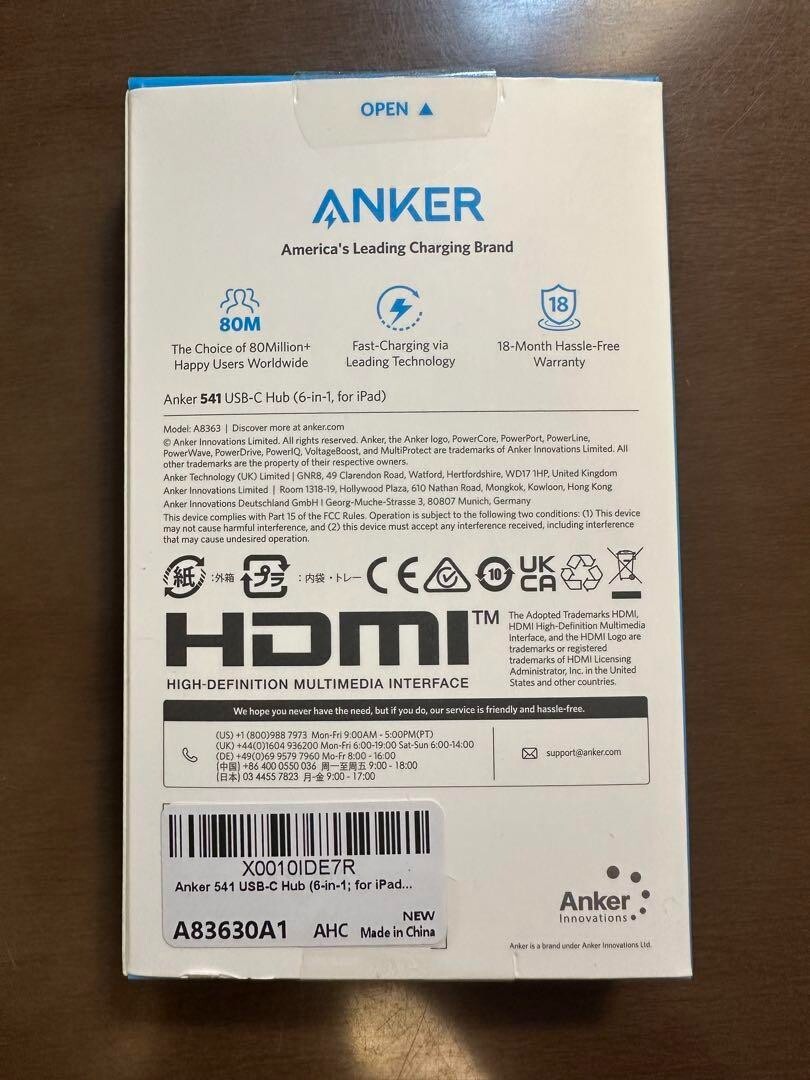 OPEN ▲
ANKER
America's Leading Charging Brand
80M
The Choice of 80Million+
Happy Users Worldwide
Fast-Charging via
Leading Technology
18
18-Month Hassle-Free
Warranty
Anker 541 USB-C Hub (6-in-1, for iPad)
Model: A8363 | Discover more at anker.com
© Anker Innovations Limited. All rights reserved. Anker, the Anker logo, PowerCore, PowerPort, PowerLine,
PowerWave, PowerDrive, PowerIQ, VoltageBoost, and MultiProtect are trademarks of Anker Innovations Limited. All
other trademarks are the property of their respective owners.
Anker Technology (UK) Limited | GNR8, 49 Clarendon Road, Watford, Hertfordshire, WD17 1HP, United Kingdom
Anker Innovations Limited | Room 1318-19, Hollywood Plaza, 610 Nathan Road, Mongkok, Kowloon, Hong Kong
Anker Innovations Deutschland GmbH I Georg-Muche-Strasse 3, 80807 Munich, Germany
This device complies with Part 15 of the FCC Rules. Operation is subject to the following two conditions: (1) This device
may not cause harmful interference, and (2) this device must accept any interference received, including interference
that may cause undesired operation.
紙 :外箱 プラ :内袋・トレー CE 10 UK
CA
HDMI™
HIGH-DEFINITION MULTIMEDIA INTERFACE
The Adopted Trademarks HDMI,
HDMI High-Definition Multimedia
Interface, and the HDMI Logo are
trademarks or registered
trademarks of HDMI Licensing
Administrator, Inc. in the United
States and other countries.
We hope you never have the need, but if you do, our service is friendly and hassle-free.
(US) +1 (800)988 7973 Mon-Fri 9:00AM - 5:00PM(PT)
(UK) +44(0)1604 936200 Mon-Fri 6:00-19:00 Sat-Sun 6:00-14:00
(DE) +49(0)69 9579 7960 Mo-Fr 8:00 - 16:00
(中国) +86 400 0550 036 周一至周五 9:00 - 18:00
(日本) 03 4455 7823 月-金 9:00 - 17:00
support@anker.com
X0010IDE7R
Anker 541 USB-C Hub (6-in-1; for iPad...
NEW
A83630A1 AHC Made in China
Anker
Innovations
Anker is a brand under Anker Innovations Ltd.